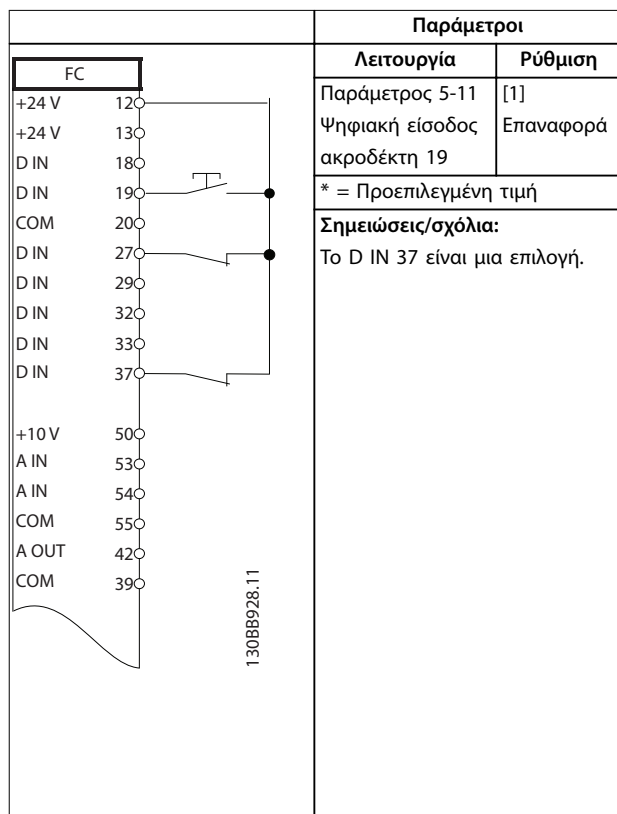 Παράμετροι
Λειτουργία Ρύθμιση
Παράμετρος 5-11 [1]
Ψηφιακή είσοδος Επαναφορά
ακροδέκτη 19
* = Προεπιλεγμένη τιμή
Σημειώσεις/σχόλια:
Το D IN 37 είναι μια επιλογή.
FC
+24 V 12
+24 V 13
D IN 18
D IN 19
COM 20
D IN 27
D IN 29
D IN 32
D IN 33
D IN 37
+10 V 50
A IN 53
A IN 54
COM 55
A OUT 42
COM 39
130BB928.11